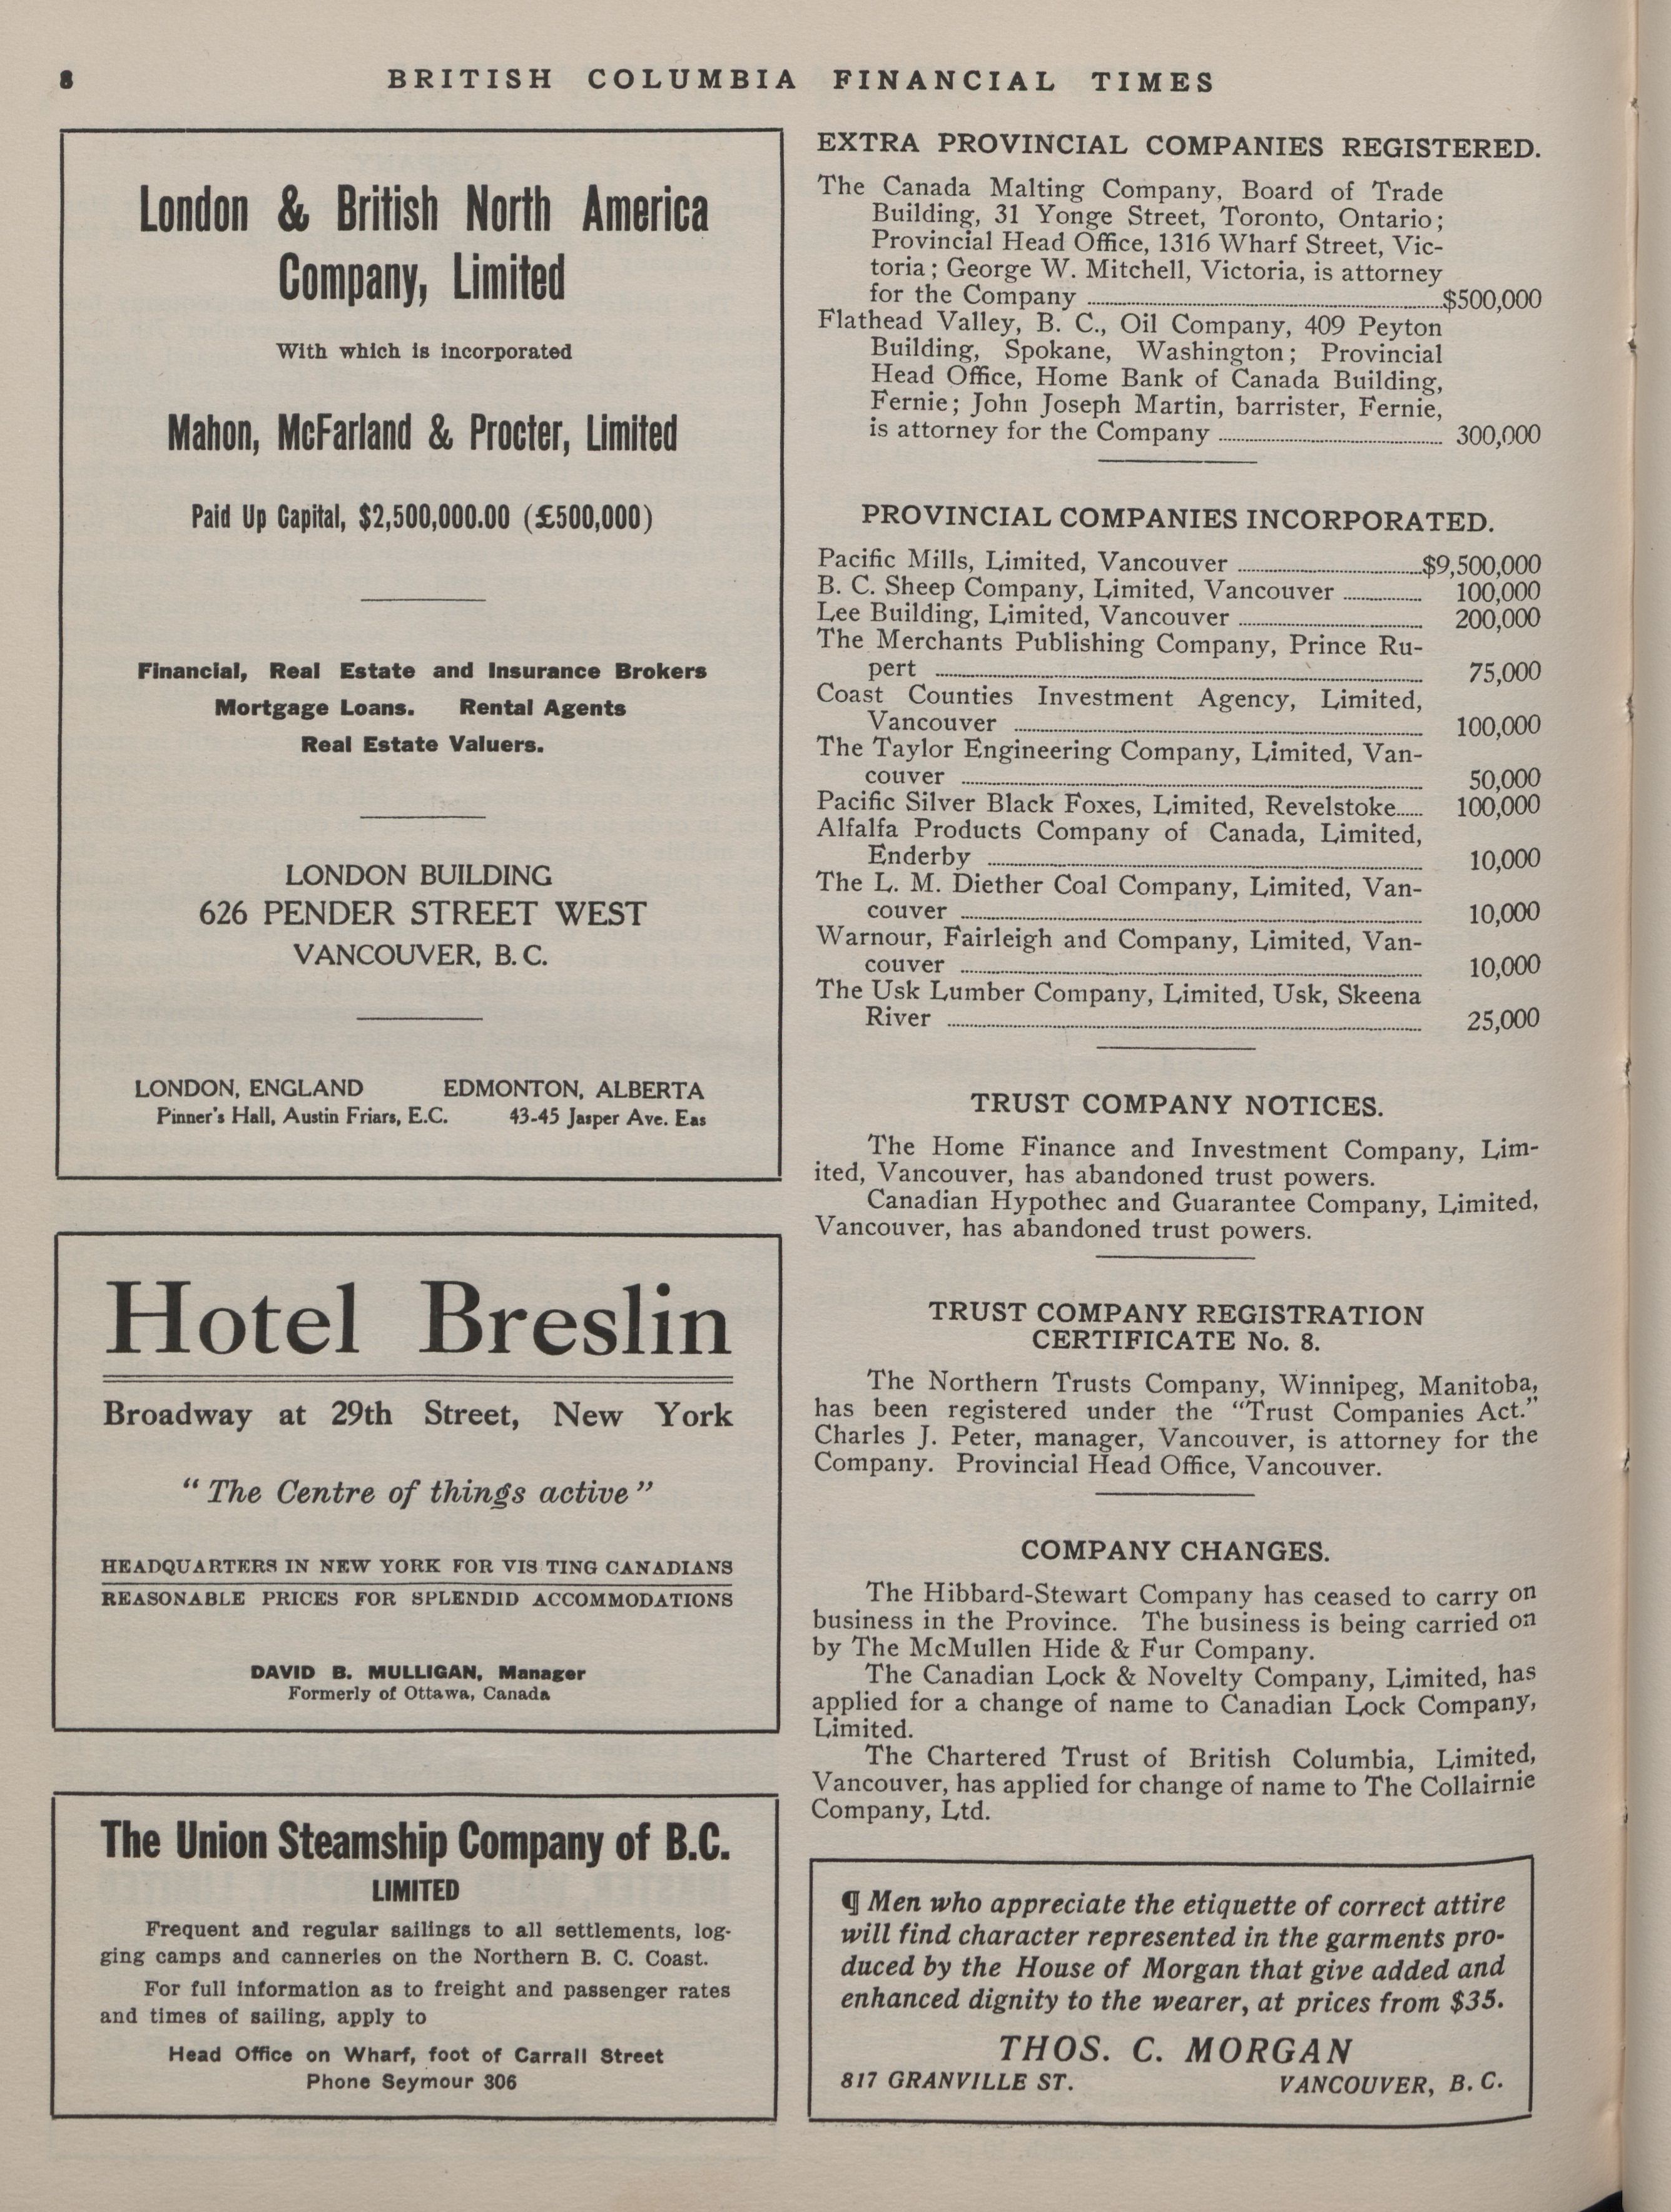 8
BRITISH COLUMBIA FINANCIAL TIMES
London & British North America
Company, Limited
With which is incorporated
Mahon, McFarland & Procter, Limited
Paid Up Capital, $2,500,000.00 (£500,000)
Financial, Real Estate and Insurance Brokers
Mortgage Loans. Rental Agents
Real Estate Valuers.
LONDON BUILDING
626 PENDER STREET WEST
VANCOUVER, B. C.
LONDON, ENGLAND EDMONTON, ALBERTA
Pinner's Hall, Austin Friars, E.C. 43-45 Jasper Ave. Eas
Hotel Breslin
Broadway at 29th Street, New York
"The Centre of things active"
HEADQUARTERS IN NEW YORK FOR VIS TING CANADIANS
REASONABLE PRICES FOR SPLENDID ACCOMMODATIONS
DAVID B. MULLIGAN, Manager
Formerly of Ottawa, Canada
The Union Steamship Company of B.C.
LIMITED
Frequent and regular sailings to all settlements, log-
ging camps and canneries on the Northern B. C. Coast.
For full information as to freight and passenger rates
and times of sailing, apply to
Head Office on Wharf, foot of Carrall Street
Phone Seymour 306
EXTRA PROVINCIAL COMPANIES REGISTERED.
The Canada Malting Company, Board of Trade
Building, 31 Yonge Street, Toronto, Ontario;
Provincial Head Office, 1316 Wharf Street, Vic-
toria; George W. Mitchell, Victoria, is attorney
for the Company $500,000
Flathead Valley, B. C., Oil Company, 409 Peyton
Building, Spokane, Washington; Provincial
Head Office, Home Bank of Canada Building,
Fernie; John Joseph Martin, barrister, Fernie,
is attorney for the Company 300,000
PROVINCIAL COMPANIES INCORPORATED.
Pacific Mills, Limited, Vancouver $9,500,000
B. C. Sheep Company, Limited, Vancouver 100,000
Lee Building, Limited, Vancouver 200,000
The Merchants Publishing Company, Prince Ru-
pert 75,000
Coast Counties Investment Agency, Limited,
Vancouver 100,000
The Taylor Engineering Company, Limited, Van-
couver 50,000
Pacific Silver Black Foxes, Limited, Revelstoke 100,000
Alfalfa Products Company of Canada, Limited,
Enderby 10,000
The L. M. Diether Coal Company, Limited, Van-
couver 10,000
Warnour, Fairleigh and Company, Limited, Van-
couver 10,000
The Usk Lumber Company, Limited, Usk, Skeena
River 25,000
TRUST COMPANY NOTICES.
The Home Finance and Investment Company, Lim-
ited, Vancouver, has abandoned trust powers.
Canadian Hypothec and Guarantee Company, Limited,
Vancouver, has abandoned trust powers.
TRUST COMPANY REGISTRATION
CERTIFICATE No. 8.
The Northern Trusts Company, Winnipeg, Manitoba,
has been registered under the "Trust Companies Act."
Charles J. Peter, manager, Vancouver, is attorney for the
Company. Provincial Head Office, Vancouver.
COMPANY CHANGES.
The Hibbard-Stewart Company has ceased to carry on
business in the Province. The business is being carried on
by The McMullen Hide & Fur Company.
The Canadian Lock & Novelty Company, Limited, has
applied for a change of name to Canadian Lock Company,
Limited.
The Chartered Trust of British Columbia, Limited,
Vancouver, has applied for change of name to The Collairnie
Company, Ltd.
¶ Men who appreciate the etiquette of correct attire
will find character represented in the garments pro-
duced by the House of Morgan that give added and
enhanced dignity to the wearer, at prices from $35.
THOS. C. MORGAN
817 GRANVILLE ST. VANCOUVER, B. C.